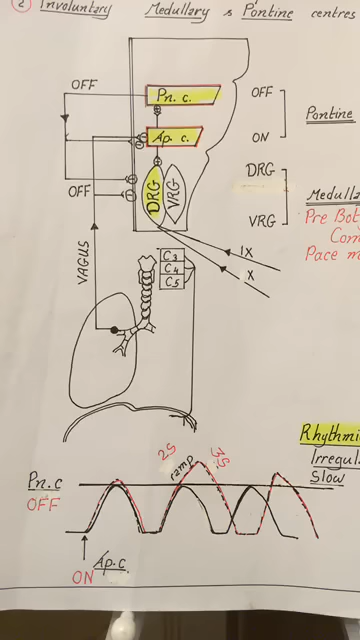 2 Involuntary Medullary & Pontine centres
OFF
Pn. c.
OFF
Ap. c.
ON
Pontine
DRG
OFF
DRG
VRG
Medulla
VRG
Pre Bot
Com
Pace m
VAGUS
IX
X
C3
C4
C5
Rhythmi
Irregul
Slow
2S
ramp
3S
Pn.c
OFF
ON
Ap.c